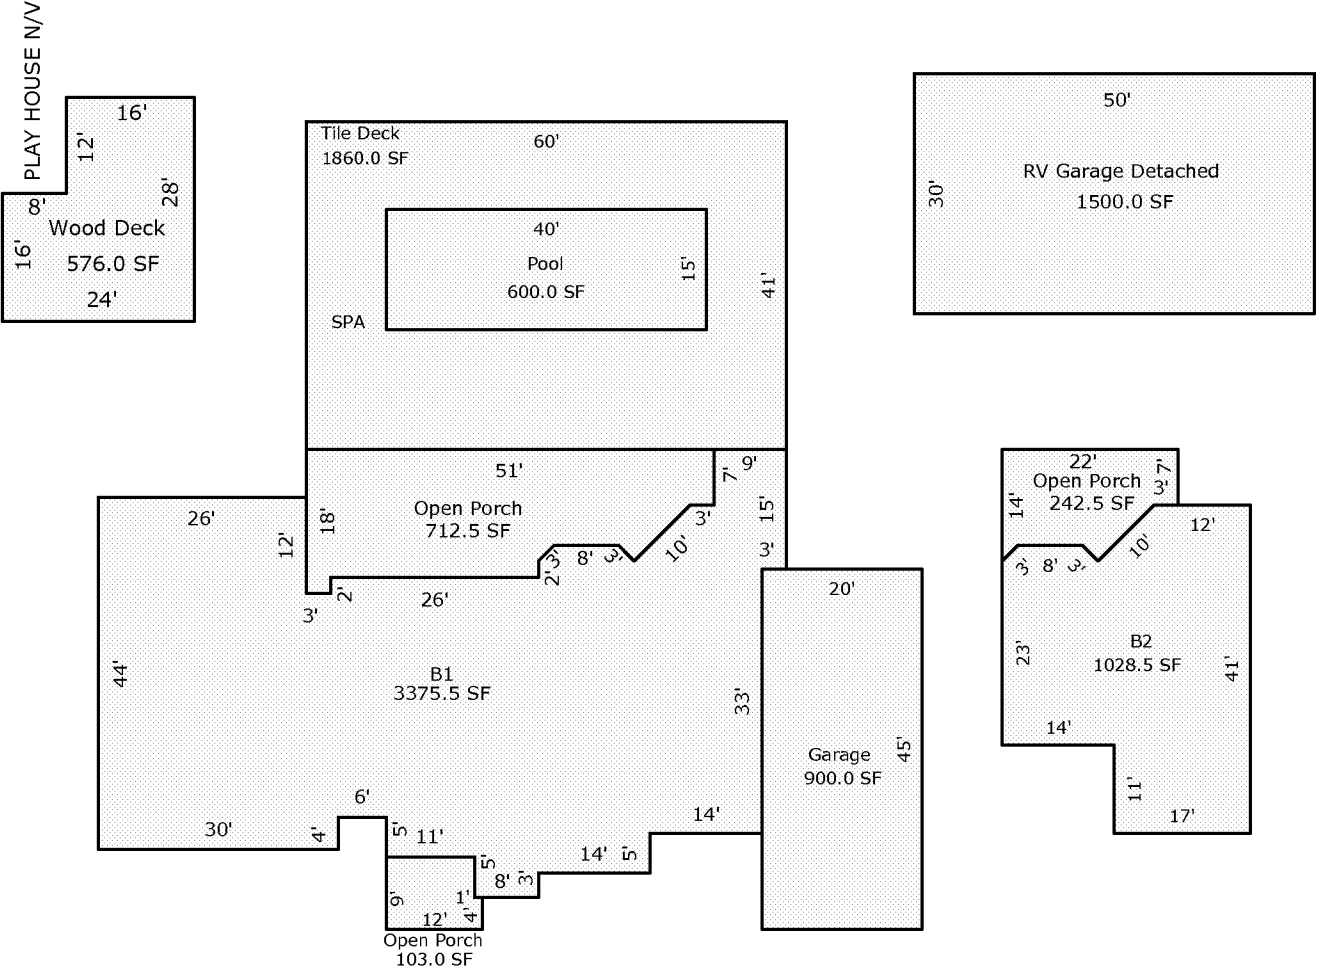 PLAY HOUSE N/V
16'
12'
28'
8'
16'
Wood Deck
576.0 SF
24'
Tile Deck
1860.0 SF
60'
40'
Pool
600.0 SF
15'
41'
SPA
50'
30'
RV Garage Detached
1500.0 SF
51'
9'
7'
18'
Open Porch
712.5 SF
15'
3'
3'
10'
3'
8'
3'
2'
26'
12'
26'
2'
3'
44'
B1
3375.5 SF
33'
6'
30'
4'
5'
11'
5'
8'
3'
14'
5'
14'
9'
1'
4'
12'
Open Porch
103.0 SF
20'
45'
Garage
900.0 SF
22'
7'
Open Porch
242.5 SF
3'
14'
12'
3'
8'
3'
10'
B2
1028.5 SF
23'
41'
14'
11'
17'